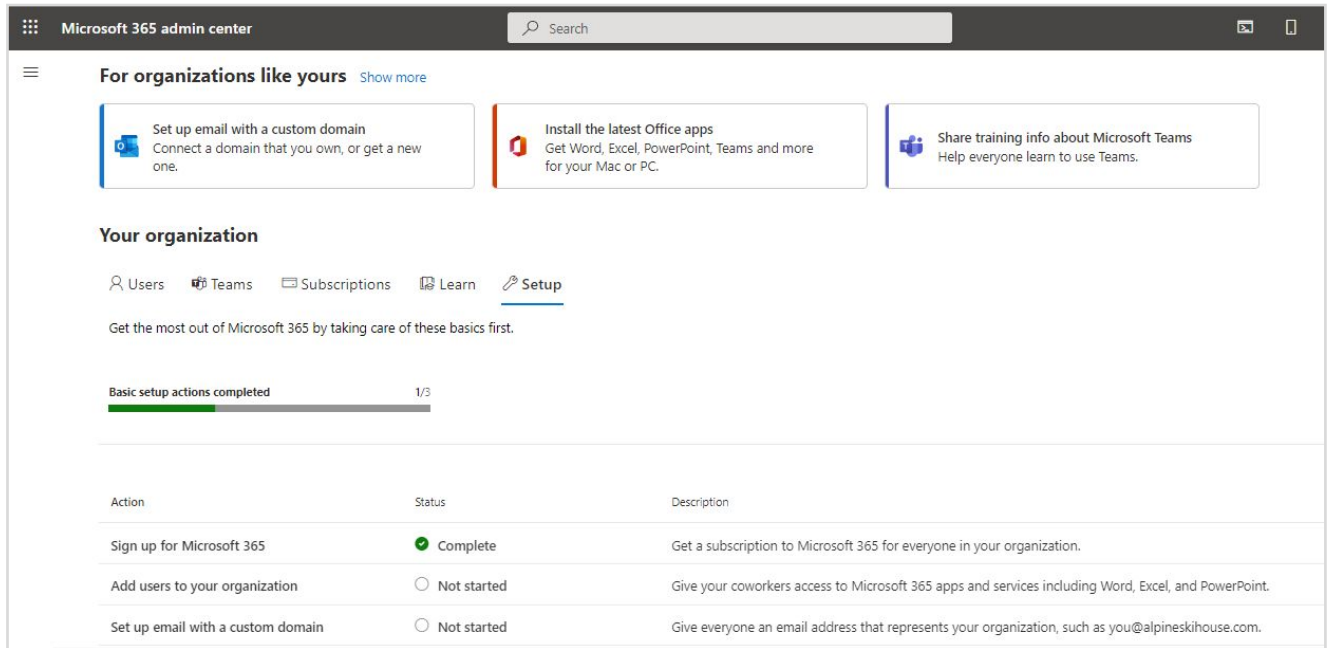 Microsoft 365 admin center
Search
For organizations like yours Show more
Set up email with a custom domain
Connect a domain that you own, or get a new
one.
Install the latest Office apps
Get Word, Excel, PowerPoint, Teams and more
for your Mac or PC.
Share training info about Microsoft Teams
Help everyone learn to use Teams.
Your organization
Users Teams Subscriptions Learn Setup
Get the most out of Microsoft 365 by taking care of these basics first.
Basic setup actions completed 1/3
Action Status Description
Sign up for Microsoft 365 Complete Get a subscription to Microsoft 365 for everyone in your organization.
Add users to your organization Not started Give your coworkers access to Microsoft 365 apps and services including Word, Excel, and PowerPoint.
Set up email with a custom domain Not started Give everyone an email address that represents your organization, such as you@alpineskihouse.com.